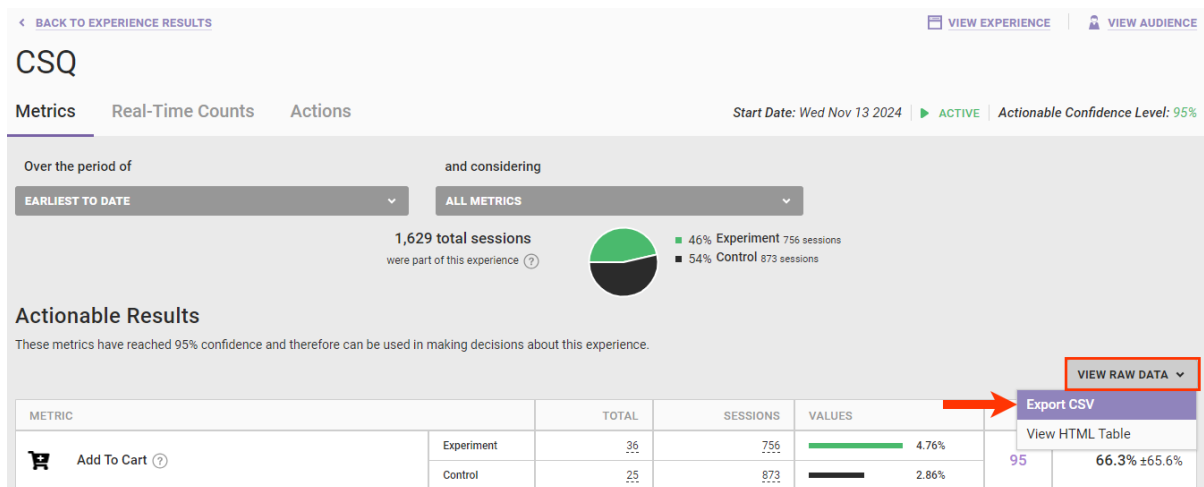 BACK TO EXPERIENCE RESULTS
VIEW EXPERIENCE
VIEW AUDIENCE
CSQ
Metrics Real-Time Counts Actions
Start Date: Wed Nov 13 2024 ACTIVE Actionable Confidence Level: 95%
Over the period of and considering
EARLIEST TO DATE ALL METRICS
1,629 total sessions
were part of this experience ?
46% Experiment 756 sessions
54% Control 873 sessions
Actionable Results
These metrics have reached 95% confidence and therefore can be used in making decisions about this experience.
VIEW RAW DATA
Export CSV
View HTML Table
METRIC TOTAL SESSIONS VALUES
Add To Cart ?
Experiment 36 756 4.76%
Control 25 873 2.86%
95 66.3% ±65.6%